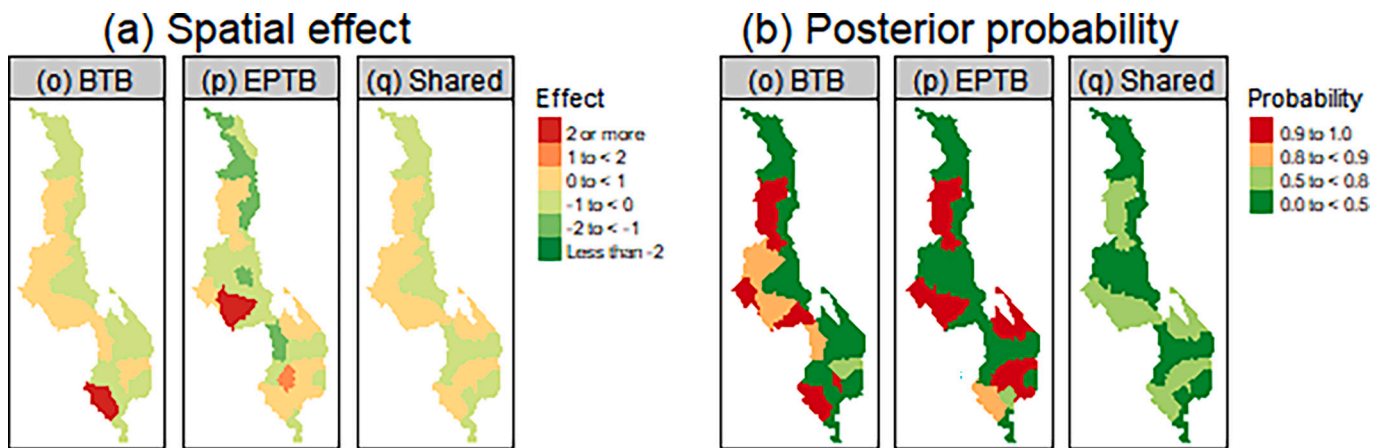 (a) Spatial effect
(o) BTB
(p) EPTB
(q) Shared
Effect
2 or more
1 to < 2
0 to < 1
-1 to < 0
-2 to < -1
Less than -2
(b) Posterior probability
(o) BTB
(p) EPTB
(q) Shared
Probability
0.9 to 1.0
0.8 to < 0.9
0.5 to < 0.8
0.0 to < 0.5